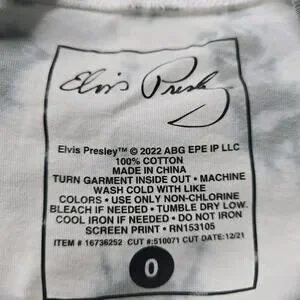 Elvis Presley
Elvis Presley™ © 2022 ABG EPE IP LLC
100% COTTON
MADE IN CHINA
TURN GARMENT INSIDE OUT • MACHINE
WASH COLD WITH LIKE
COLORS • USE ONLY NON-CHLORINE
BLEACH IF NEEDED • TUMBLE DRY LOW.
COOL IRON IF NEEDED • DO NOT IRON
SCREEN PRINT • RN153105
ITEM # 16736252 CUT #:510071 CUT DATE: 12/21
0